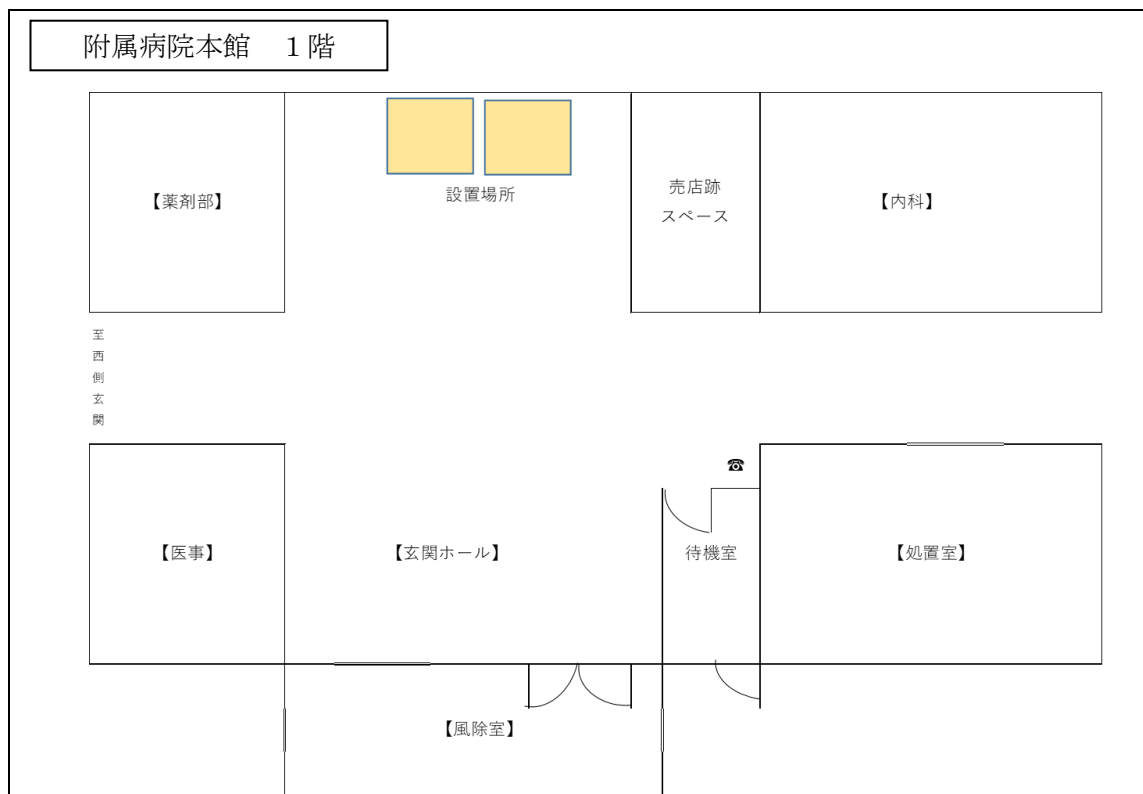 附属病院本館　１階
【薬剤部】
設置場所
売店跡
スペース
【内科】
至西側玄関
☎
【医事】
【玄関ホール】
待機室
【処置室】
【風除室】